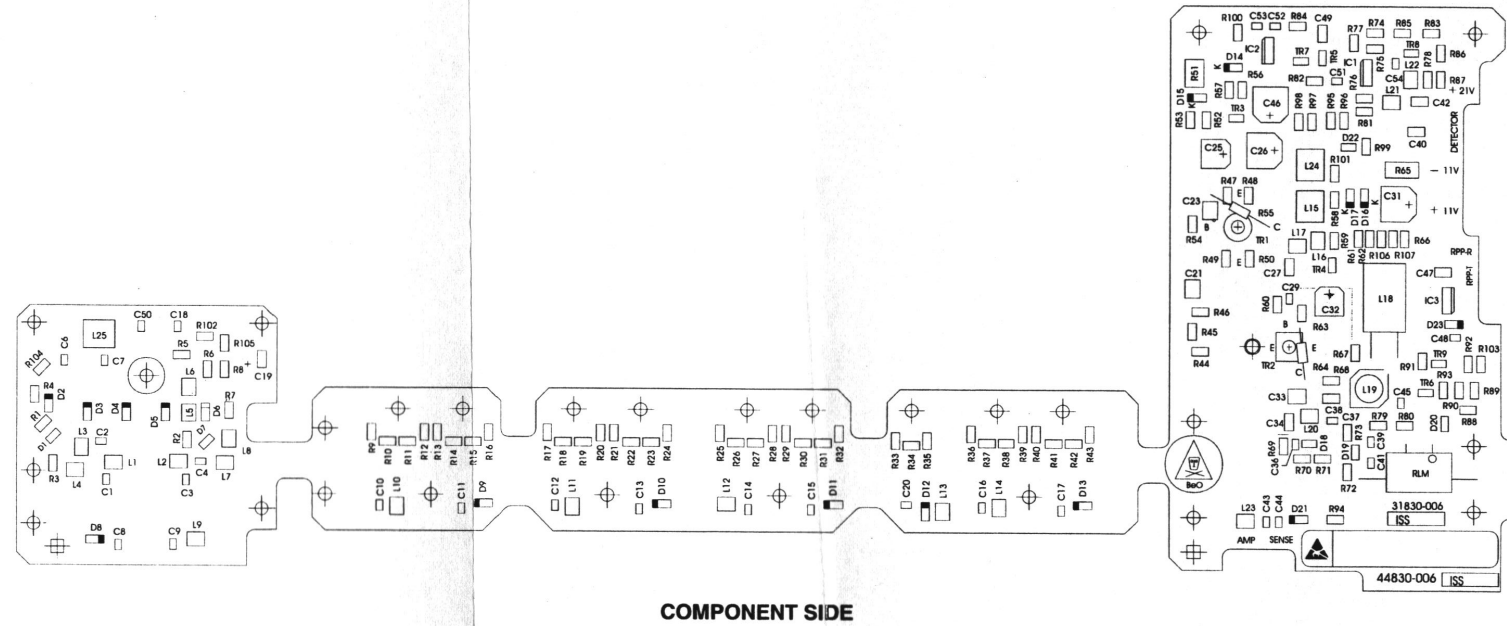 R100 C53 C52 R84 C49 R77 R74 R85 R83
IC2 TR7 TR5 TR8 R86
D14 K R56 IC1 R75 L22 R78
R51 R82 C51 R76 C54 R87
+ 21V
D15 K R57 C46 + R98 R97 R95 R96 L21 C42
R53 R52 TR3 R81
D22 R99 C40 DETECTOR
C25 + C26 + R101
L24 R65 − 11V
R47 E R48
C23 R55 L15 R58 K D17 D16 K C31 + + 11V
B C
R54 TR1 L17 R59 R61 R62 R106 R107 R66
R49 E R50 L16 RPP-R
C27 TR4 C47 RPP-T
C21 C29 L18 IC3
R60 + C32
R46 R63 D23
R45 B C48
E E R67 R92 R103
R44 TR2 C R64 R68 R91 TR9
L19 R93 R89
C33 C45 TR6 R90
C34 L20 C38 C37 R79 R80 D20 R88
R69 C36 D18 D19 R73 C39
R70 R71 C41 RLM
BeO R72
L23 C43 C44 D21 R94 31830-006
ISS
AMP SENSE
44830-006 ISS
C50 C18
L25 R102
C6 C7 R5 R105
R104 R6 R8 + C19
R4 D2 L6
D3 D4 D5 L5 D6 R7
R1 D1 L3 C2 R2 D7 L8
R3 L4 L1 L2 C4 L7
C1 C3
D8 C8 C9 L9
R9 R10 R11 R12 R13 R14 R15 R16
C10 L10 C11 D9
R17 R18 R19 R20 R21 R22 R23 R24 R25 R26 R27 R28 R29 R30 R31 R32
C12 L11 C13 D10 L12 C14 C15 D11
R33 R34 R35 R36 R37 R38 R39 R40 R41 R42 R43
C20 D12 L13 C16 L14 C17 D13
COMPONENT SIDE